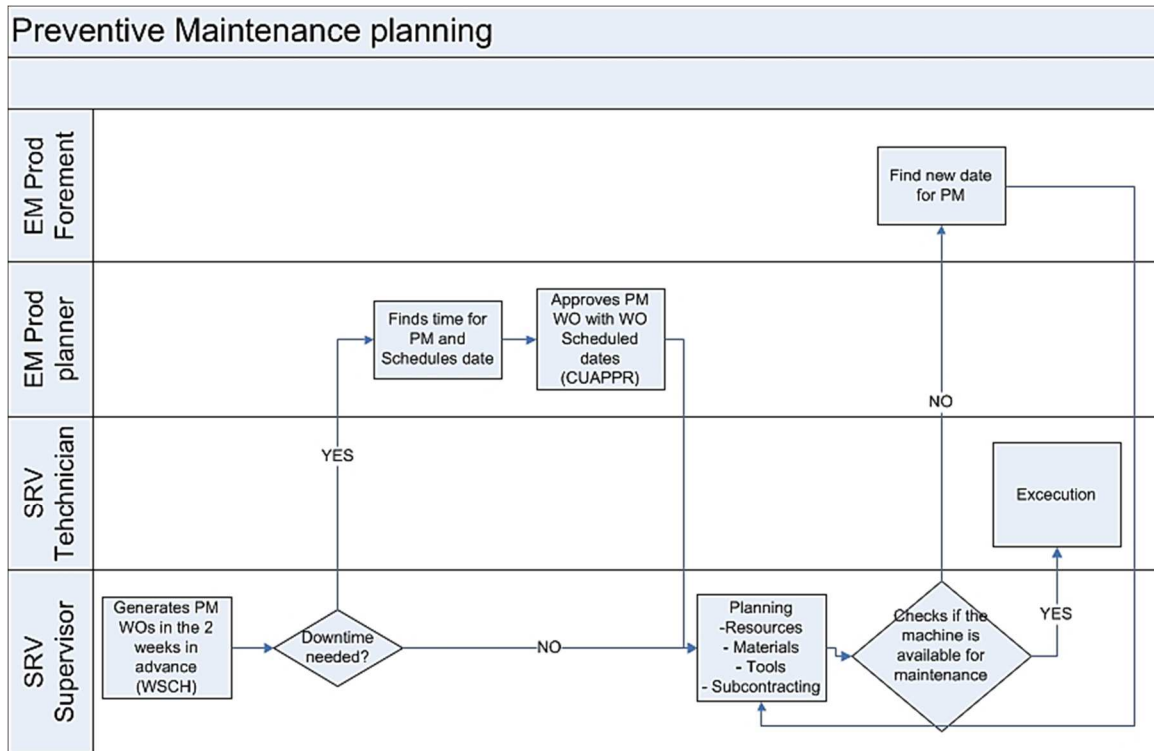 Preventive Maintenance planning
EM Prod
Forement
Find new date
for PM
EM Prod
planner
Finds time for
PM and
Schedules date
Approves PM
WO with WO
Scheduled
dates
(CUAPPR)
NO
SRV
Tehchnician
YES
Excecution
SRV
Supervisor
Generates PM
WOs in the 2
weeks in
advance
(WSCH)
Downtime
needed?
NO
Planning
-Resources
- Materials
- Tools
- Subcontracting
Checks if the
machine is
available for
maintenance
YES